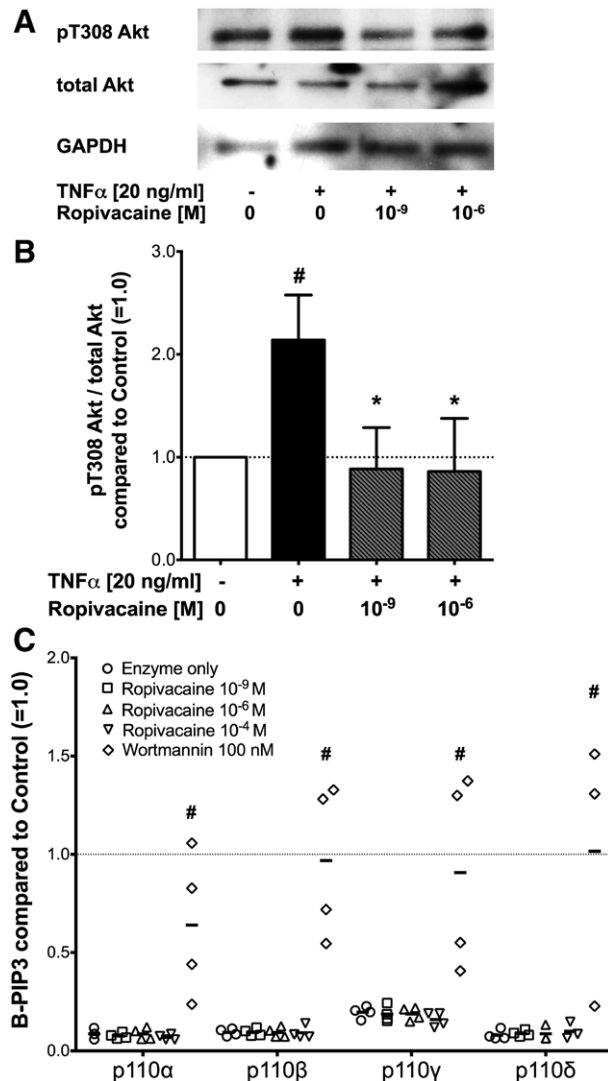 A
pT308 Akt
total Akt
GAPDH
TNFα [20 ng/ml] - + + +
Ropivacaine [M] 0 0 10⁻⁹ 10⁻⁶
B
pT308 Akt / total Akt
compared to Control (=1.0)
3.0
2.0
1.0
0.0
#
*
*
TNFα [20 ng/ml] - + + +
Ropivacaine [M] 0 0 10⁻⁹ 10⁻⁶
C
B-PIP3 compared to Control (=1.0)
2.0
1.5
1.0
0.5
0.0
Enzyme only
Ropivacaine 10⁻⁹ M
Ropivacaine 10⁻⁶ M
Ropivacaine 10⁻⁴ M
Wortmannin 100 nM
#
#
#
#
p110α p110β p110γ p110δ